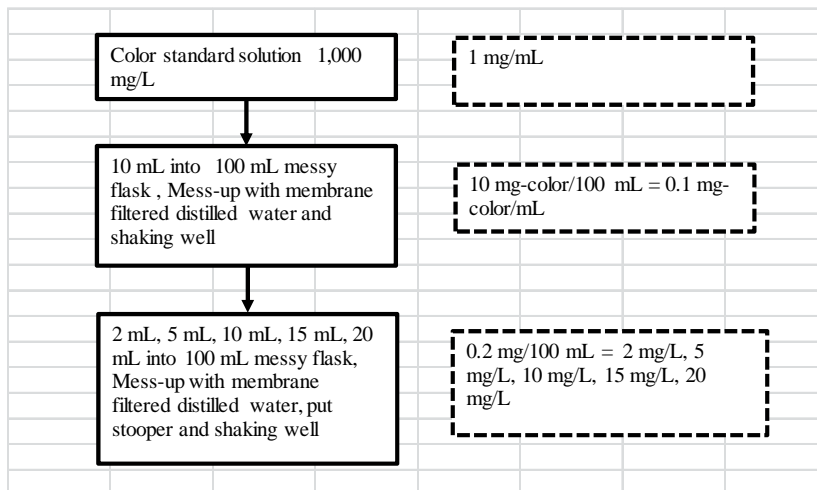 Color standard solution 1,000
mg/L
1 mg/mL
10 mL into 100 mL messy
flask , Mess-up with membrane
filtered distilled water and
shaking well
10 mg-color/100 mL = 0.1 mg-
color/mL
2 mL, 5 mL, 10 mL, 15 mL, 20
mL into 100 mL messy flask,
Mess-up with membrane
filtered distilled water, put
stooper and shaking well
0.2 mg/100 mL = 2 mg/L, 5
mg/L, 10 mg/L, 15 mg/L, 20
mg/L